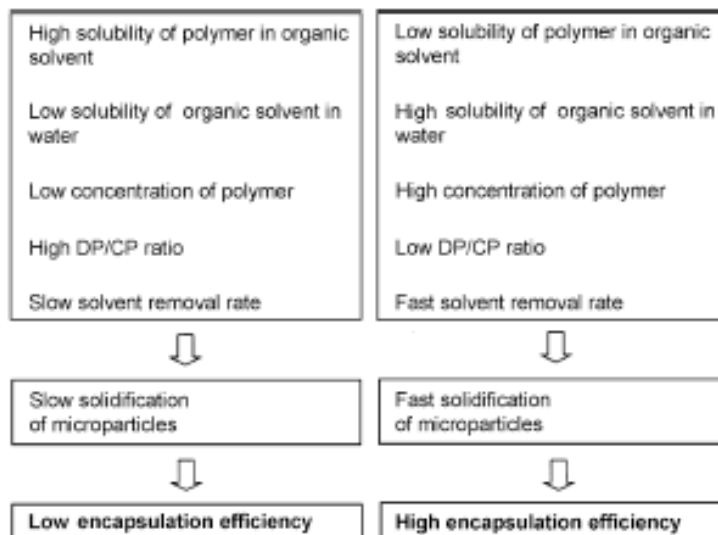 High solubility of polymer in organic
solvent
Low solubility of organic solvent in
water
Low concentration of polymer
High DP/CP ratio
Slow solvent removal rate
Slow solidification
of microparticles
Low encapsulation efficiency
Low solubility of polymer in organic
solvent
High solubility of organic solvent in
water
High concentration of polymer
Low DP/CP ratio
Fast solvent removal rate
Fast solidification
of microparticles
High encapsulation efficiency